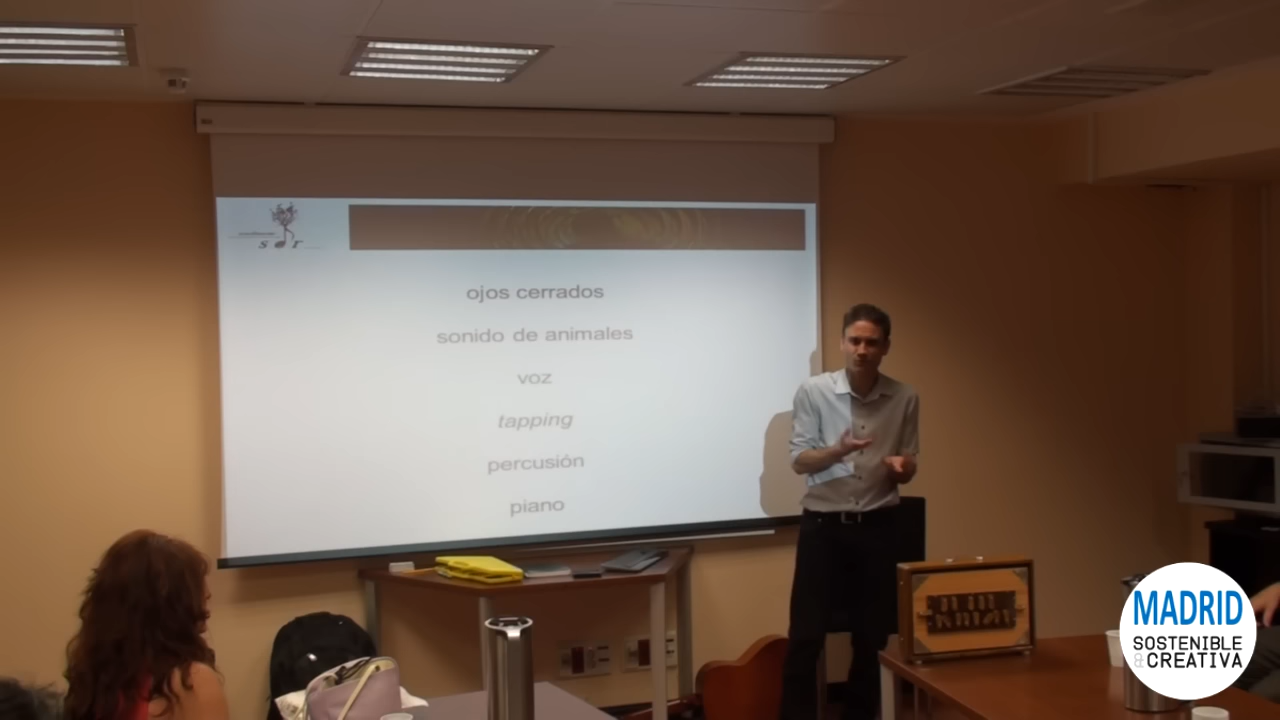 s r
ojos cerrados
sonido de animales
voz
tapping
percusión
piano
MADRID
SOSTENIBLE
CREATIVA